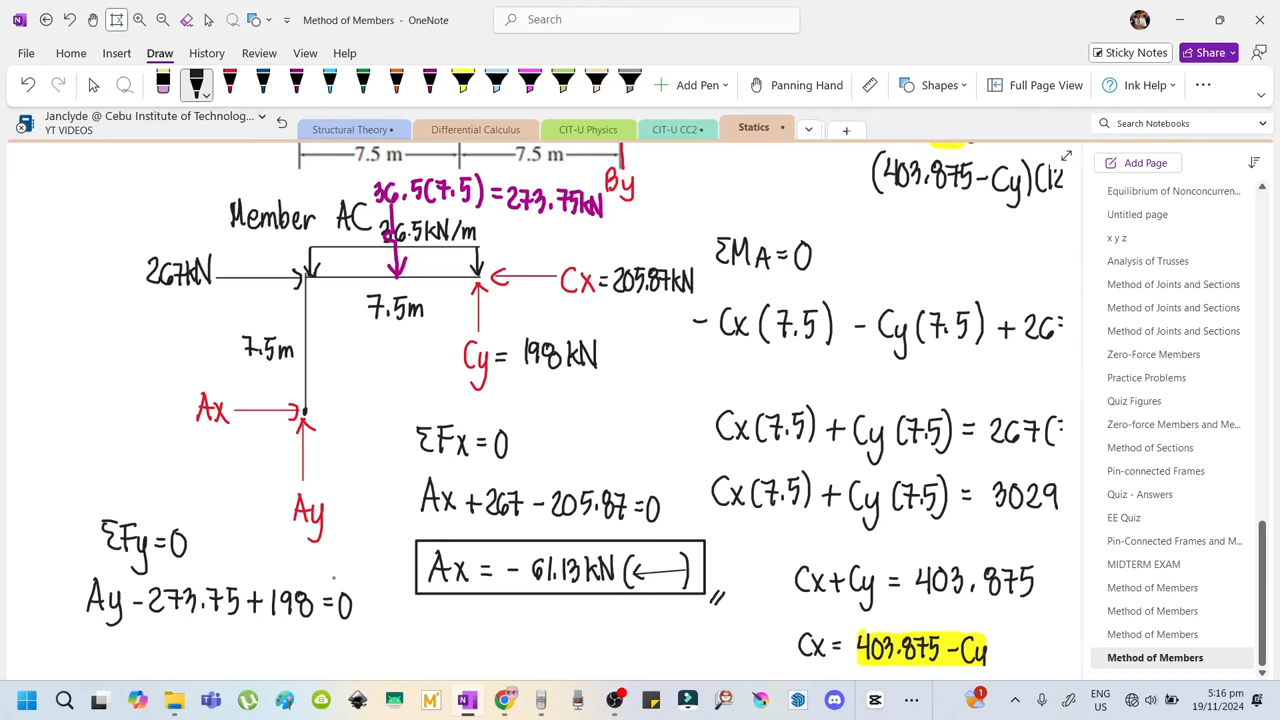 Method of Members - OneNote
Search
File Home Insert Draw History Review View Help
Sticky Notes
Share
Add Pen
Panning Hand
Shapes
Full Page View
Ink Help
Janclyde @ Cebu Institute of Technolog...
YT VIDEOS
Structural Theory
Differential Calculus
CIT-U Physics
CIT-U CC2
Statics
Search Notebooks
Add Page
Equilibrium of Nonconcurren...
Untitled page
x y z
Analysis of Trusses
Method of Joints and Sections
Method of Joints and Sections
Method of Joints and Sections
Zero-Force Members
Practice Problems
Quiz Figures
Zero-force Members and Me...
Method of Sections
Pin-connected Frames
Quiz - Answers
EE Quiz
Pin-Connected Frames and M...
MIDTERM EXAM
Method of Members
Method of Members
Method of Members
Method of Members
7.5 m 7.5 m
By
36.5(7.5) = 273.75kN
Member AC
36.5kN/m
267kN
Cx = 205.87kN
7.5m
7.5m
Cy = 198 kN
Ax
Ay
ΣFx = 0
Ax + 267 - 205.87 = 0
Ax = - 61.13 kN (←)
ΣFy = 0
Ay - 273.75 + 198 = 0
(403.875 - Cy)(12
ΣMA = 0
- Cx (7.5) - Cy (7.5) + 26
Cx (7.5) + Cy (7.5) = 267(
Cx (7.5) + Cy (7.5) = 3029
Cx + Cy = 403.875
Cx = 403.875 - Cy
ENG
PH
5:16 pm
19/11/2024